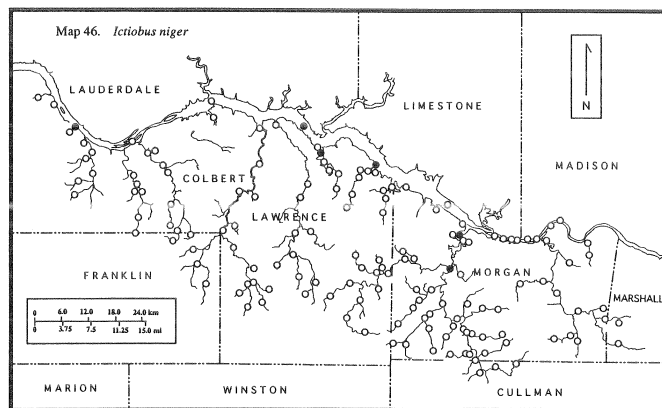 Map 46. Ictiobus niger
LAUDERDALE
LIMESTONE
N
MADISON
COLBERT
LAWRENCE
FRANKLIN
MORGAN
MARSHALL
0 6.0 12.0 18.0 24.0 km
0 3.75 7.5 11.25 15.0 mi
MARION
WINSTON
CULLMAN